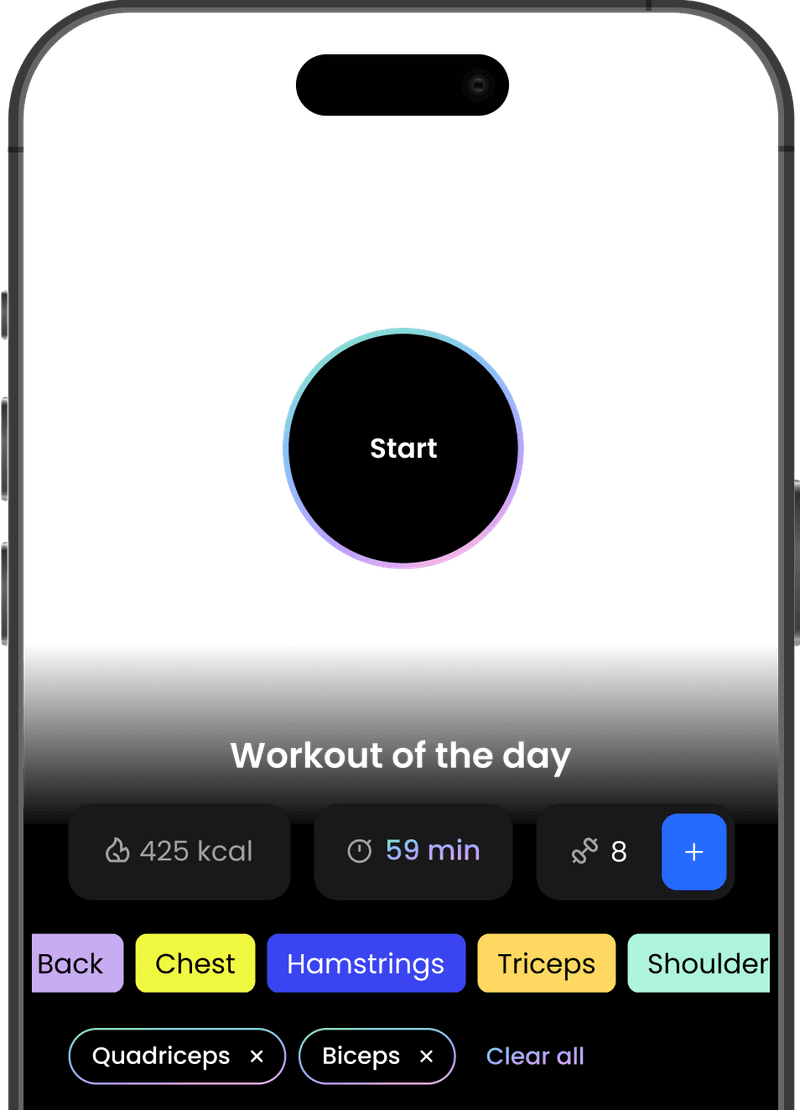 Start
Workout of the day
425 kcal 59 min 8 +
Back Chest Hamstrings Triceps Shoulder
Quadriceps × Biceps × Clear all